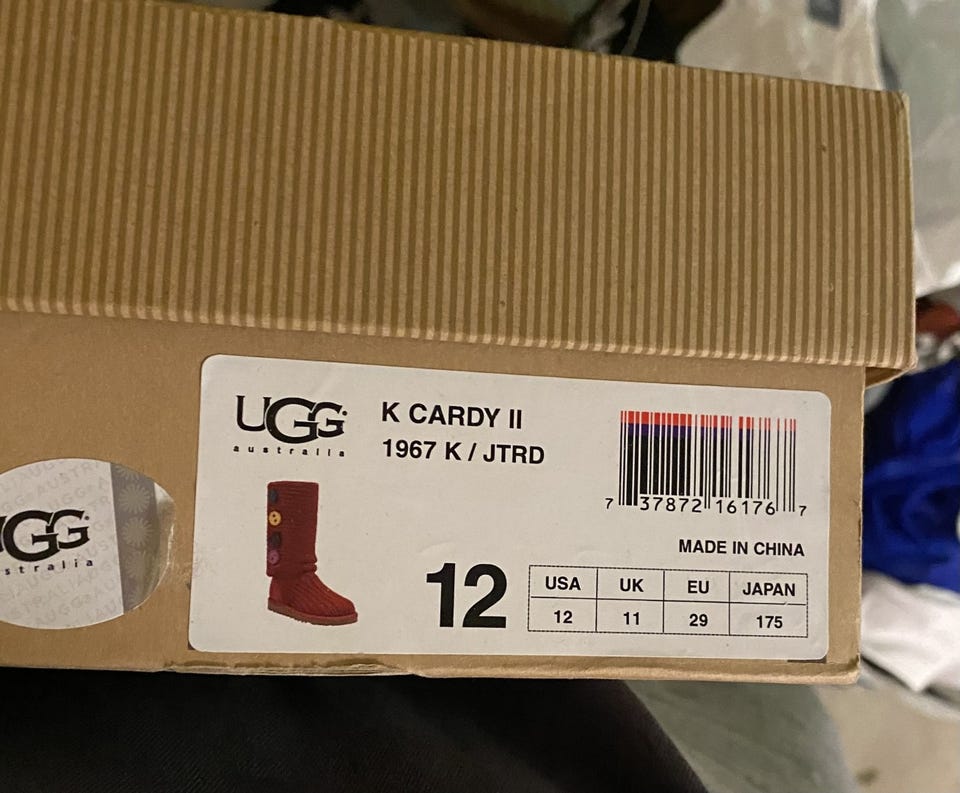 UGG
australia
K CARDY II
1967 K / JTRD
7 37872 16176 7
MADE IN CHINA
12
USA UK EU JAPAN
12 11 29 175
UGG
australia